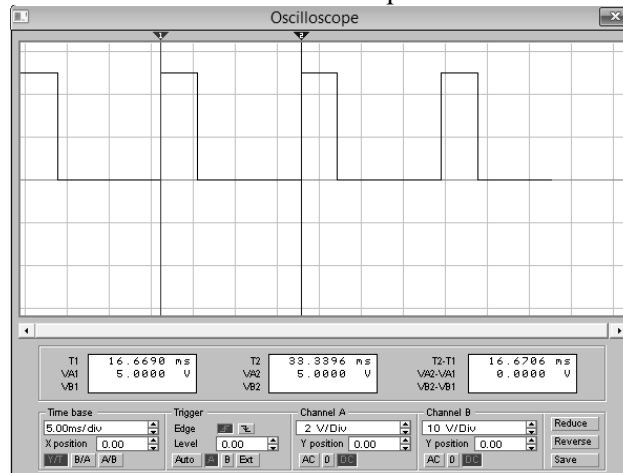 Oscilloscope
1 2
T1 16.6690 ms T2 33.3396 ms T2-T1 16.6706 ms
VA1 5.0000 V VA2 5.0000 V VA2-VA1 0.0000 V
VB1 VB2 VB2-VB1
Time base Trigger Channel A Channel B
5.00ms/div Edge 2 V/Div 10 V/Div Reduce
X position 0.00 Level 0.00 Y position 0.00 Y position 0.00 Reverse
Y/T B/A A/B Auto A B Ext AC 0 DC AC 0 DC Save